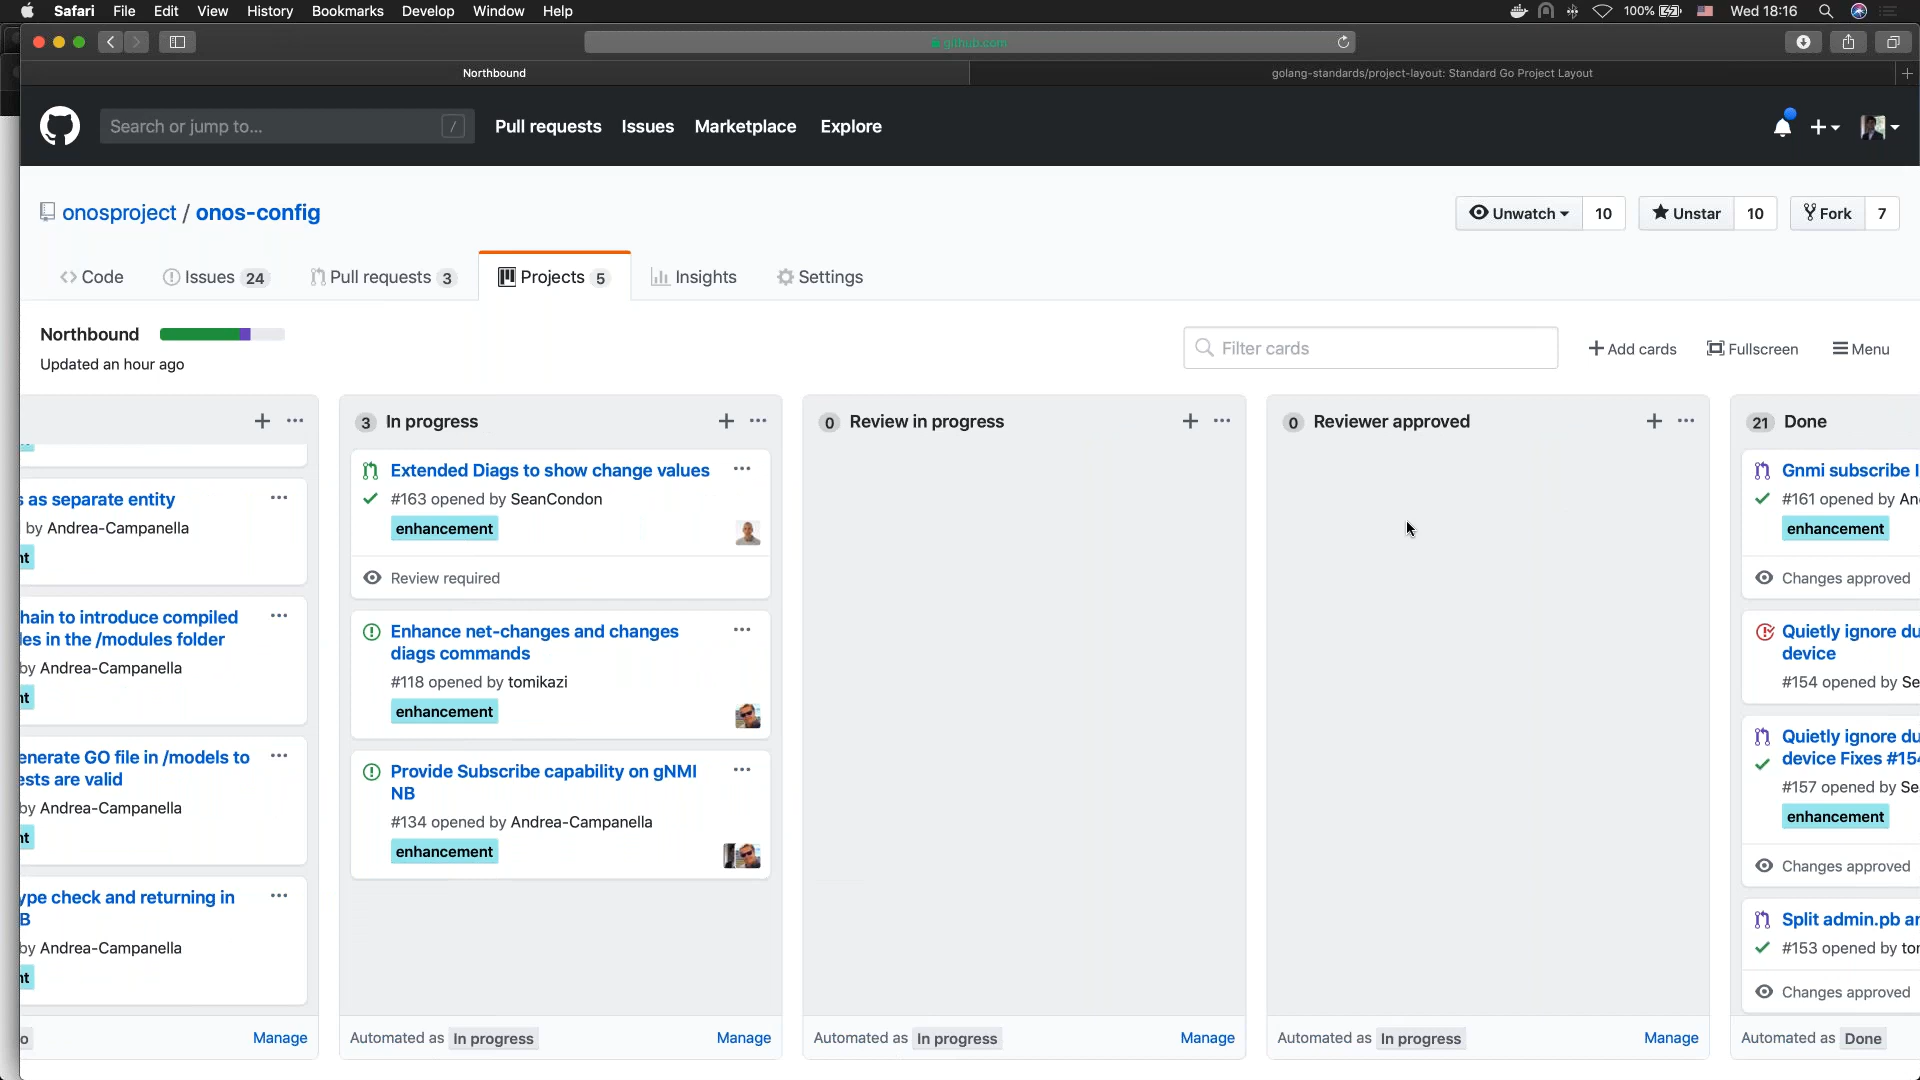 Safari File Edit View History Bookmarks Develop Window Help
100% Wed 18:16
github.com
Northbound
golang-standards/project-layout: Standard Go Project Layout
Search or jump to... /
Pull requests Issues Marketplace Explore
onosproject / onos-config
Unwatch 10
Unstar 10
Fork 7
Code
Issues 24
Pull requests 3
Projects 5
Insights
Settings
Northbound
Updated an hour ago
Filter cards
Add cards
Fullscreen
Menu
as separate entity
by Andrea-Campanella
nt
hain to introduce compiled
les in the /modules folder
by Andrea-Campanella
nt
enerate GO file in /models to
ests are valid
by Andrea-Campanella
nt
ype check and returning in
B
by Andrea-Campanella
nt
o
Manage
3 In progress
Extended Diags to show change values
#163 opened by SeanCondon
enhancement
Review required
Enhance net-changes and changes
diags commands
#118 opened by tomikazi
enhancement
Provide Subscribe capability on gNMI
NB
#134 opened by Andrea-Campanella
enhancement
Automated as In progress
Manage
0 Review in progress
Automated as In progress
Manage
0 Reviewer approved
Automated as In progress
Manage
21 Done
Gnmi subscribe
#161 opened by An
enhancement
Changes approved
Quietly ignore du
device
#154 opened by Se
Quietly ignore du
device Fixes #154
#157 opened by Se
enhancement
Changes approved
Split admin.pb ar
#153 opened by tor
Changes approved
Automated as Done